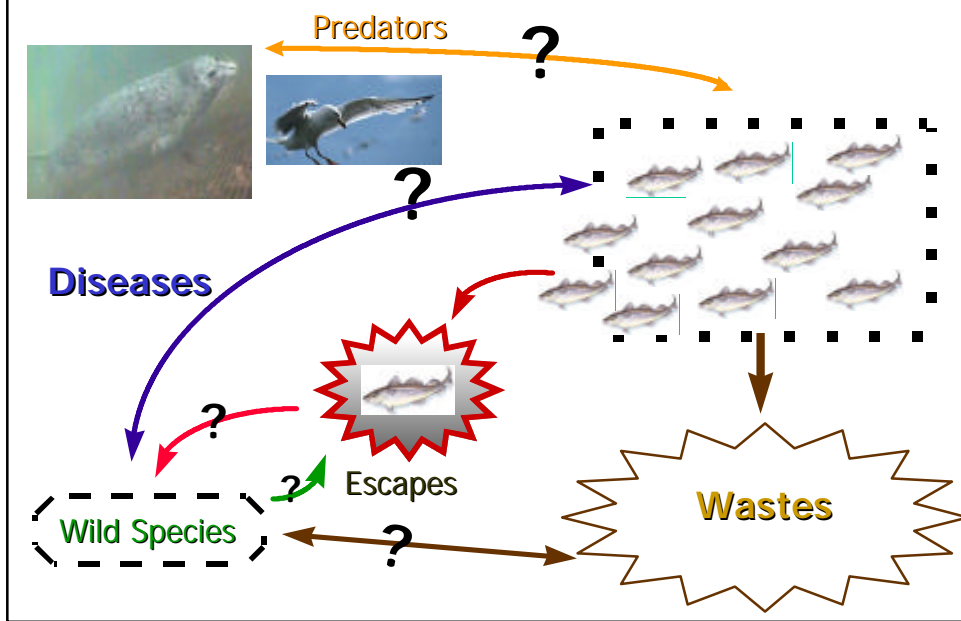 Predators
?
?
Diseases
?
?
Escapes
Wastes
Wild Species
?